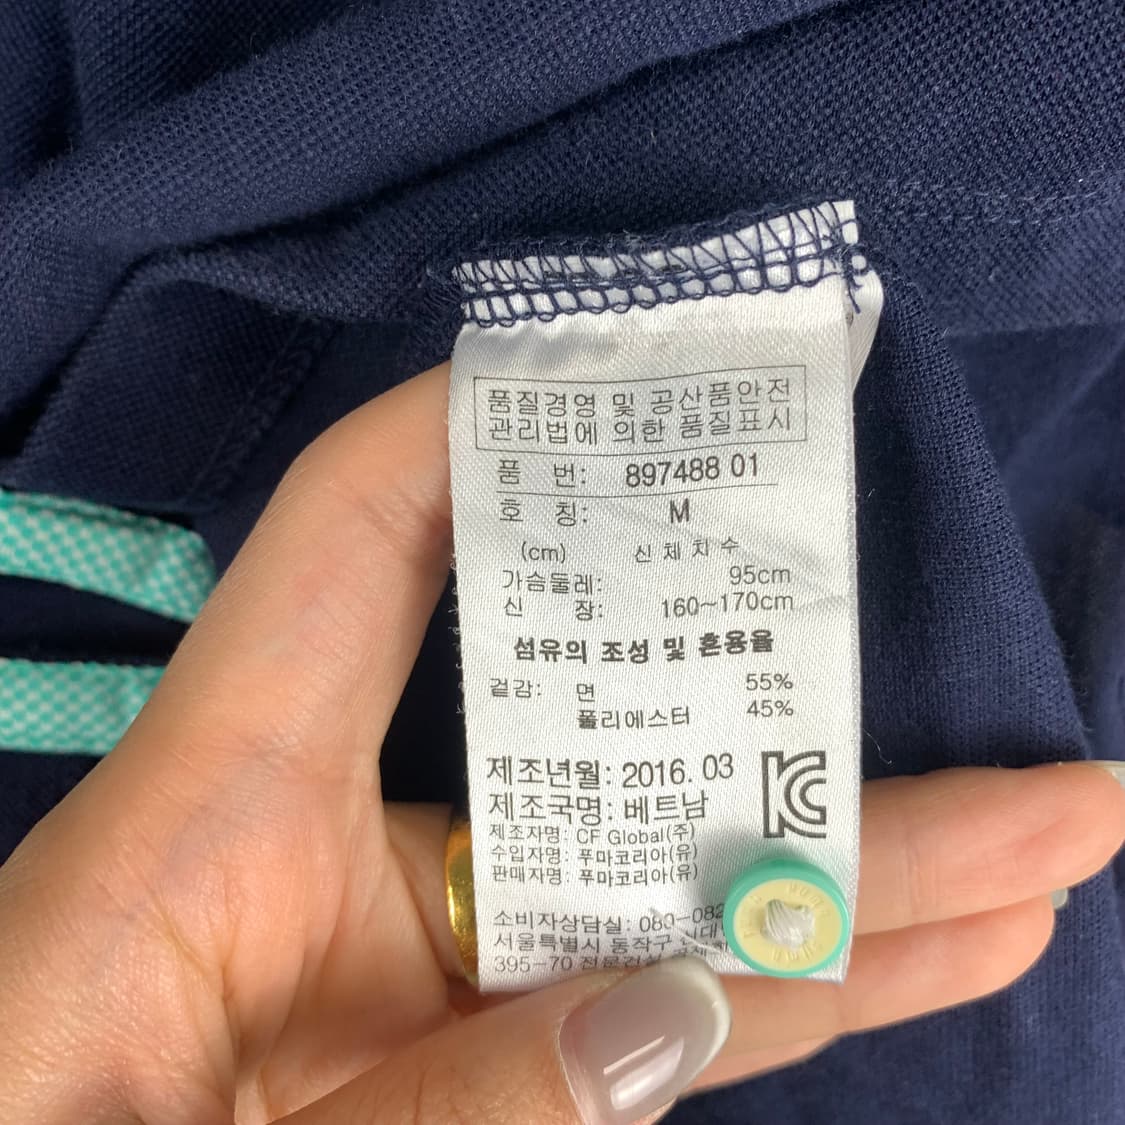 품질경영 및 공산품안전
관리법에 의한 품질표시
품 번: 897488 01
호 칭: M
(cm) 신체치수
가슴둘레: 95cm
신 장: 160~170cm
섬유의 조성 및 혼용율
겉감: 면 55%
폴리에스터 45%
제조년월: 2016. 03
제조국명: 베트남
제조자명: CF Global(주)
수입자명: 푸마코리아(유)
판매자명: 푸마코리아(유)
소비자상담실: 080-082
서울특별시 동작구
395-70